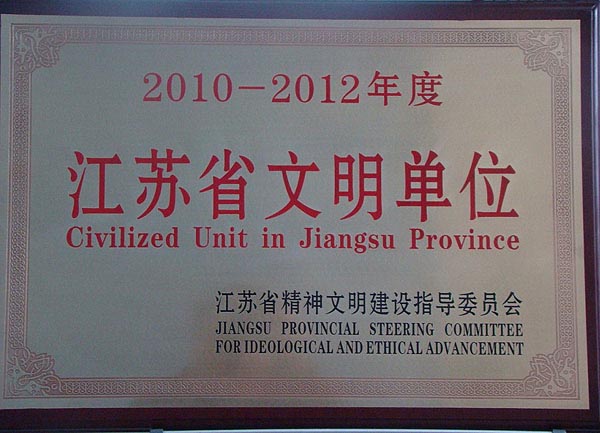 2010－2012年度
江苏省文明单位
Civilized Unit in Jiangsu Province
江苏省精神文明建设指导委员会
JIANGSU PROVINCIAL STEERING COMMITTEE
FOR IDEOLOGICAL AND ETHICAL ADVANCEMENT